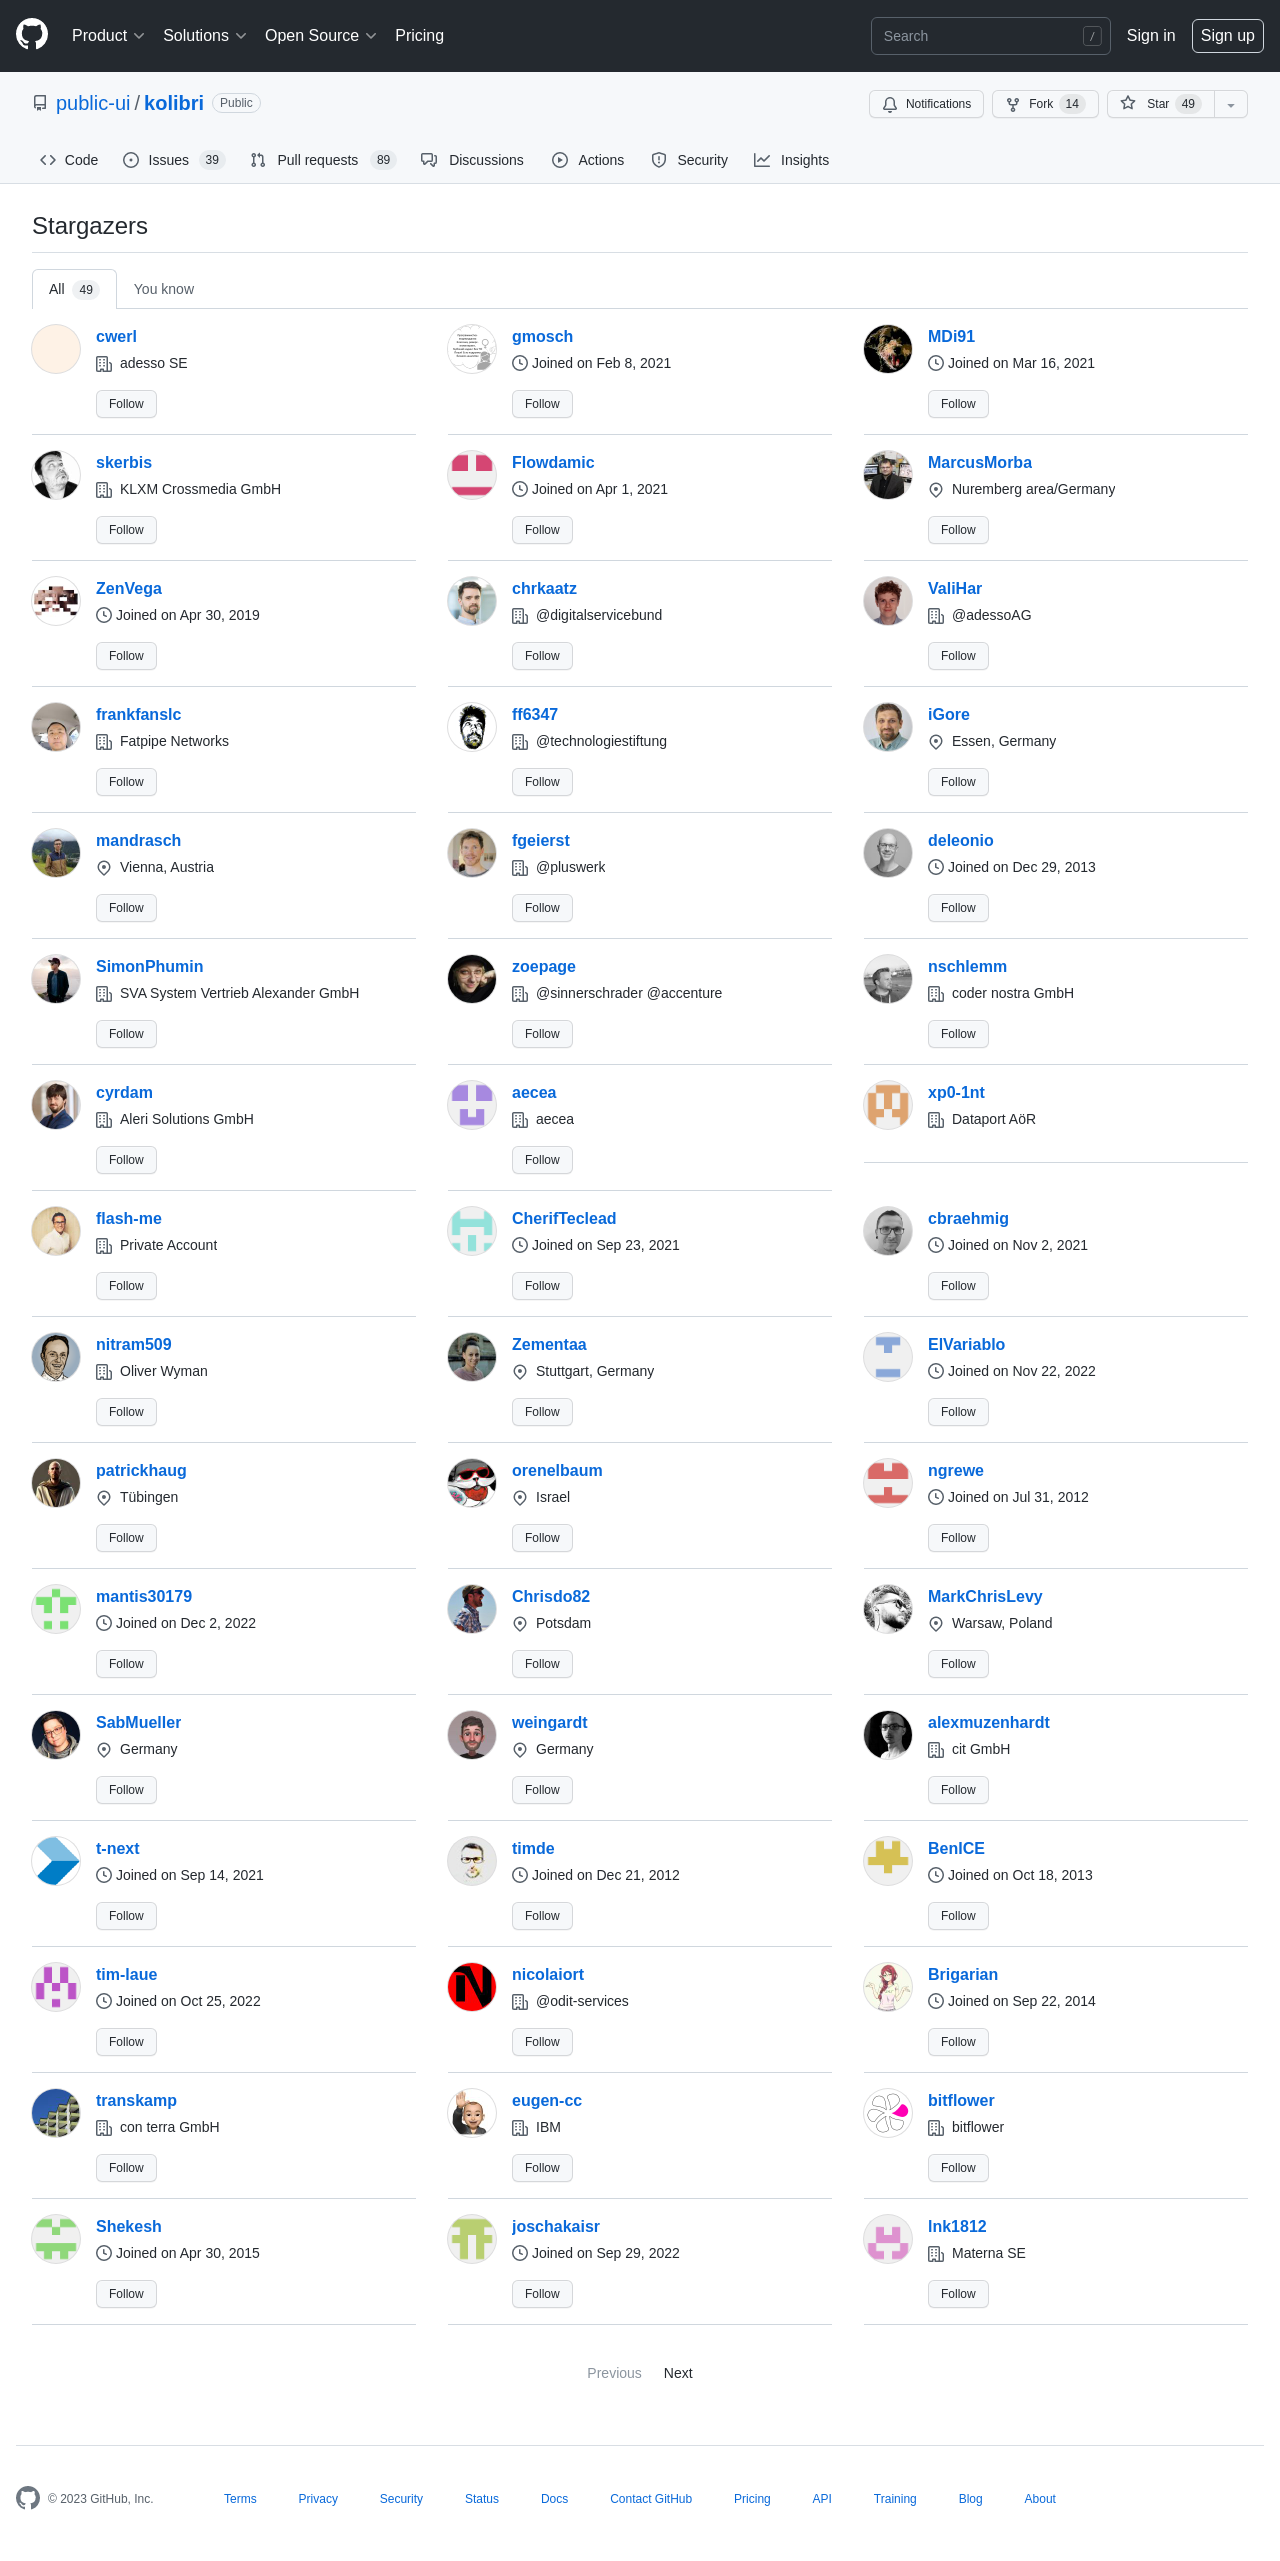 Product Solutions Open Source Pricing Search / Sign in Sign up
public-ui / kolibri Public Notifications Fork 14 Star 49
Code Issues 39 Pull requests 89 Discussions Actions Security Insights
Stargazers
All 49 You know
cwerl gmosch MDi91
adesso SE Joined on Feb 8, 2021 Joined on Mar 16, 2021
Follow Follow Follow
skerbis Flowdamic MarcusMorba
KLXM Crossmedia GmbH Joined on Apr 1, 2021 Nuremberg area/Germany
Follow Follow Follow
ZenVega chrkaatz ValiHar
Joined on Apr 30, 2019 @digitalservicebund @adessoAG
Follow Follow Follow
frankfanslc ff6347 iGore
Fatpipe Networks @technologiestiftung Essen, Germany
Follow Follow Follow
mandrasch fgeierst deleonio
Vienna, Austria @pluswerk Joined on Dec 29, 2013
Follow Follow Follow
SimonPhumin zoepage nschlemm
SVA System Vertrieb Alexander GmbH @sinnerschrader @accenture coder nostra GmbH
Follow Follow Follow
cyrdam aecea xp0-1nt
Aleri Solutions GmbH aecea Dataport AöR
Follow Follow
flash-me CherifTeclead cbraehmig
Private Account Joined on Sep 23, 2021 Joined on Nov 2, 2021
Follow Follow Follow
nitram509 Zementaa ElVariablo
Oliver Wyman Stuttgart, Germany Joined on Nov 22, 2022
Follow Follow Follow
patrickhaug orenelbaum ngrewe
Tübingen Israel Joined on Jul 31, 2012
Follow Follow Follow
mantis30179 Chrisdo82 MarkChrisLevy
Joined on Dec 2, 2022 Potsdam Warsaw, Poland
Follow Follow Follow
SabMueller weingardt alexmuzenhardt
Germany Germany cit GmbH
Follow Follow Follow
t-next timde BenICE
Joined on Sep 14, 2021 Joined on Dec 21, 2012 Joined on Oct 18, 2013
Follow Follow Follow
tim-laue nicolaiort Brigarian
Joined on Oct 25, 2022 @odit-services Joined on Sep 22, 2014
Follow Follow Follow
transkamp eugen-cc bitflower
con terra GmbH IBM bitflower
Follow Follow Follow
Shekesh joschakaisr lnk1812
Joined on Apr 30, 2015 Joined on Sep 29, 2022 Materna SE
Follow Follow Follow
Previous Next
© 2023 GitHub, Inc. Terms Privacy Security Status Docs Contact GitHub Pricing API Training Blog About